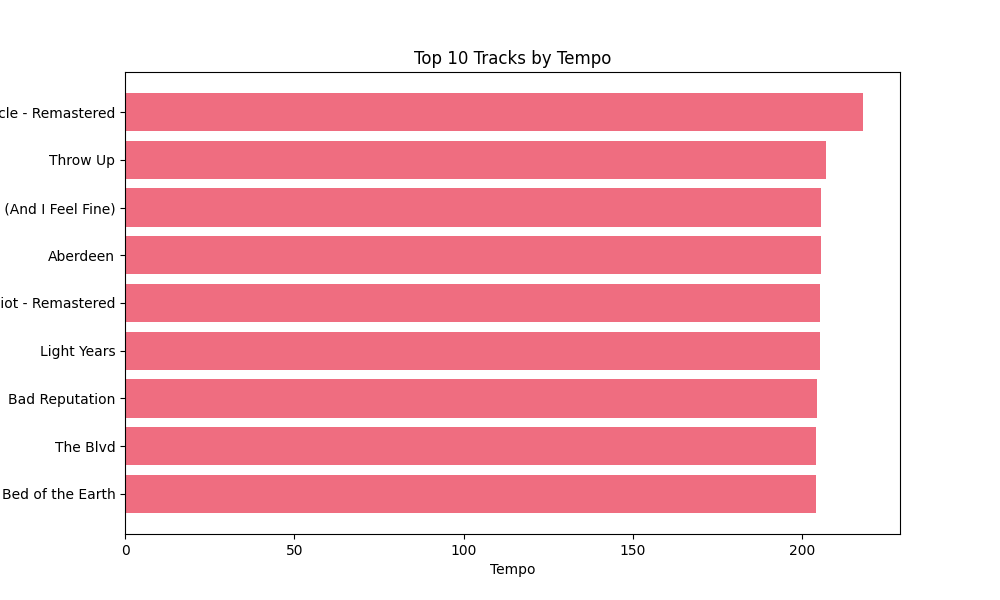 Top 10 Tracks by Tempo
cle - Remastered
Throw Up
(And I Feel Fine)
Aberdeen
iot - Remastered
Light Years
Bad Reputation
The Blvd
Bed of the Earth
0 50 100 150 200
Tempo